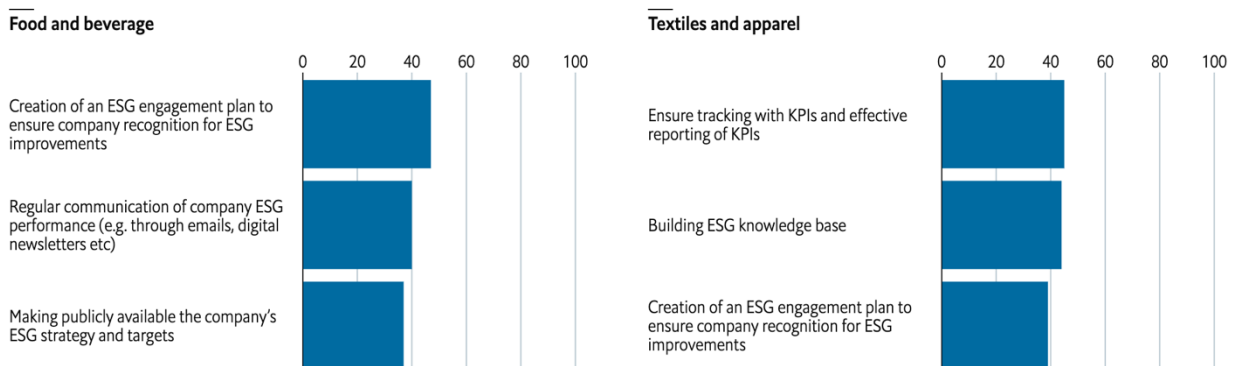 Food and beverage
0 20 40 60 80 100
Creation of an ESG engagement plan to
ensure company recognition for ESG
improvements
Regular communication of company ESG
performance (e.g. through emails, digital
newsletters etc)
Making publicly available the company’s
ESG strategy and targets
Textiles and apparel
0 20 40 60 80 100
Ensure tracking with KPIs and effective
reporting of KPIs
Building ESG knowledge base
Creation of an ESG engagement plan to
ensure company recognition for ESG
improvements